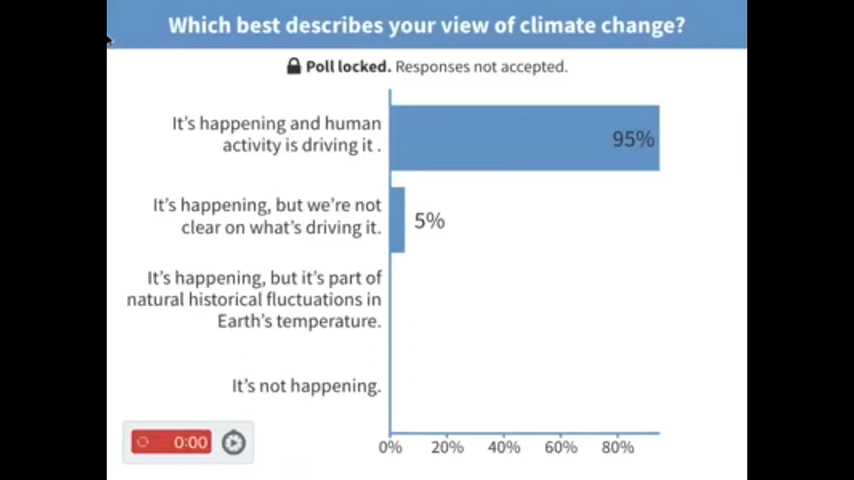 Which best describes your view of climate change?
Poll locked. Responses not accepted.
It's happening and human
activity is driving it .
95%
It's happening, but we're not
clear on what's driving it.
5%
It's happening, but it's part of
natural historical fluctuations in
Earth's temperature.
It's not happening.
0:00
0% 20% 40% 60% 80%